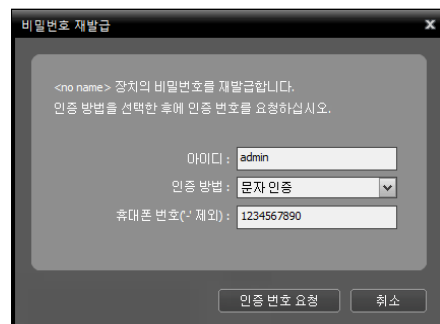 비밀번호 재발급
<no name> 장치의 비밀번호를 재발급합니다.
인증 방법을 선택한 후에 인증 번호를 요청하십시오.
아이디 : admin
인증 방법 : 문자 인증
휴대폰 번호('-' 제외) : 1234567890
인증 번호 요청 취소